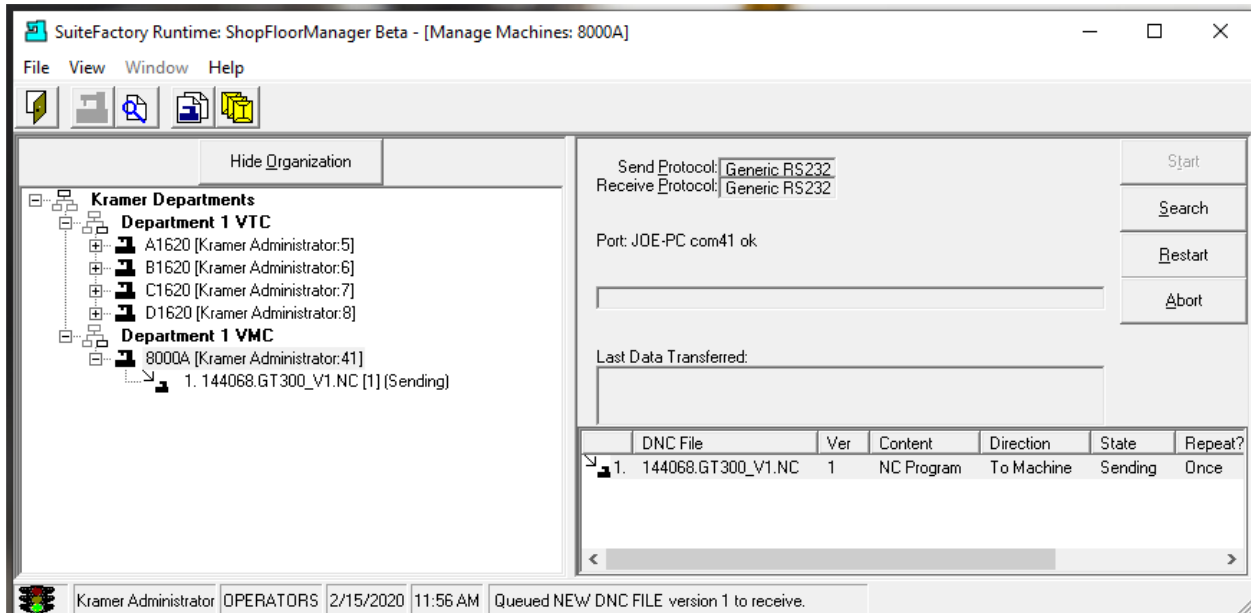 SuiteFactory Runtime: ShopFloorManager Beta - [Manage Machines: 8000A]
File View Window Help
Hide Organization
Kramer Departments
Department 1 VTC
A1620 [Kramer Administrator:5]
B1620 [Kramer Administrator:6]
C1620 [Kramer Administrator:7]
D1620 [Kramer Administrator:8]
Department 1 VMC
8000A [Kramer Administrator:41]
1. 144068.GT300_V1.NC [1] (Sending)
Send Protocol: Generic RS232
Receive Protocol: Generic RS232
Port: JOE-PC com41 ok
Last Data Transferred:
Start
Search
Restart
Abort
DNC File Ver Content Direction State Repeat?
1. 144068.GT300_V1.NC 1 NC Program To Machine Sending Once
Kramer Administrator OPERATORS 2/15/2020 11:56 AM Queued NEW DNC FILE version 1 to receive.